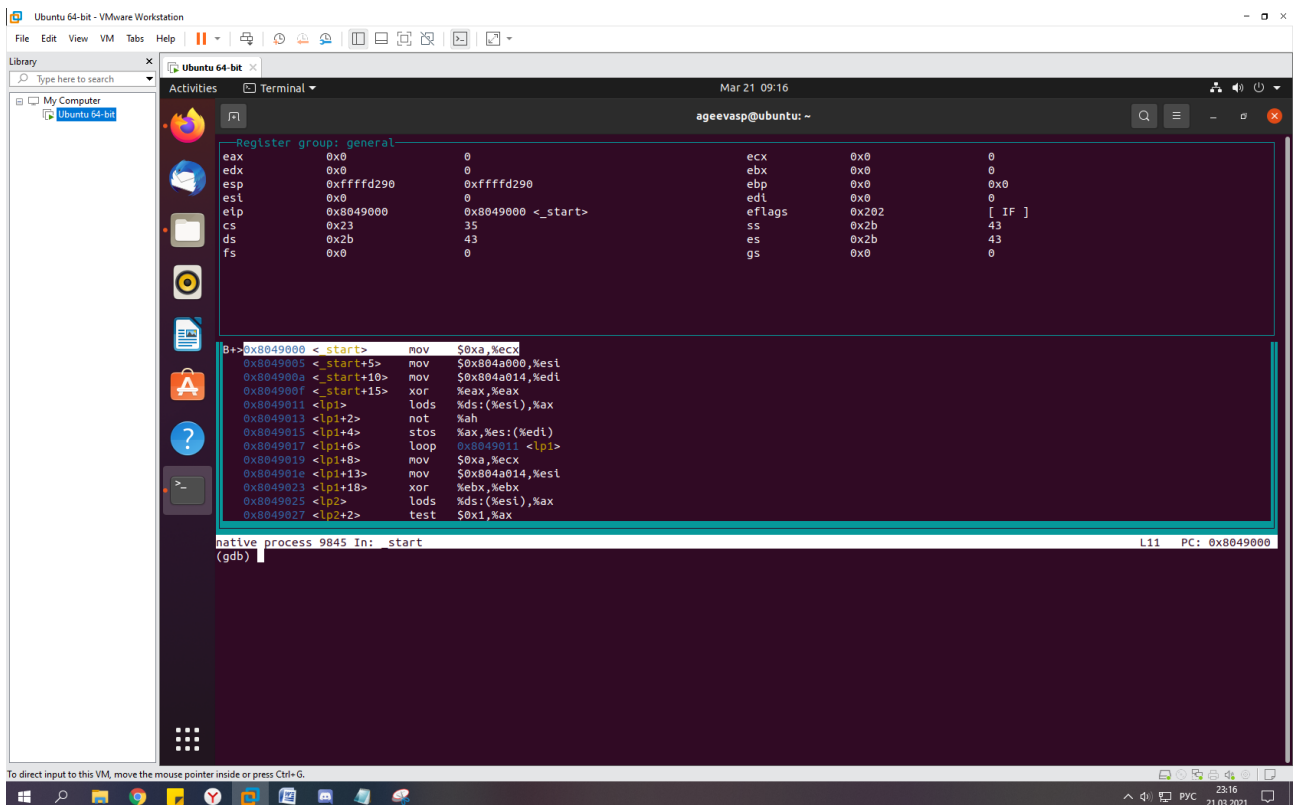 Ubuntu 64-bit - VMware Workstation
File Edit View VM Tabs Help
Library
Type here to search
My Computer
Ubuntu 64-bit
Ubuntu 64-bit
Activities Terminal Mar 21 09:16
ageevasp@ubuntu: ~
Register group: general
eax 0x0 0 ecx 0x0 0
edx 0x0 0 ebx 0x0 0
esp 0xffffd290 0xffffd290 ebp 0x0 0x0
esi 0x0 0 edi 0x0 0
eip 0x8049000 0x8049000 <_start> eflags 0x202 [ IF ]
cs 0x23 35 ss 0x2b 43
ds 0x2b 43 es 0x2b 43
fs 0x0 0 gs 0x0 0
B+>0x8049000 <_start> mov $0xa,%ecx
0x8049005 <_start+5> mov $0x804a000,%esi
0x804900a <_start+10> mov $0x804a014,%edi
0x804900f <_start+15> xor %eax,%eax
0x8049011 <lp1> lods %ds:(%esi),%ax
0x8049013 <lp1+2> not %ah
0x8049015 <lp1+4> stos %ax,%es:(%edi)
0x8049017 <lp1+6> loop 0x8049011 <lp1>
0x8049019 <lp1+8> mov $0xa,%ecx
0x804901e <lp1+13> mov $0x804a014,%esi
0x8049023 <lp1+18> xor %ebx,%ebx
0x8049025 <lp2> lods %ds:(%esi),%ax
0x8049027 <lp2+2> test $0x1,%ax
native process 9845 In: _start L11 PC: 0x8049000
(gdb)
To direct input to this VM, move the mouse pointer inside or press Ctrl+G.
РУС
23:16
21.03.2021